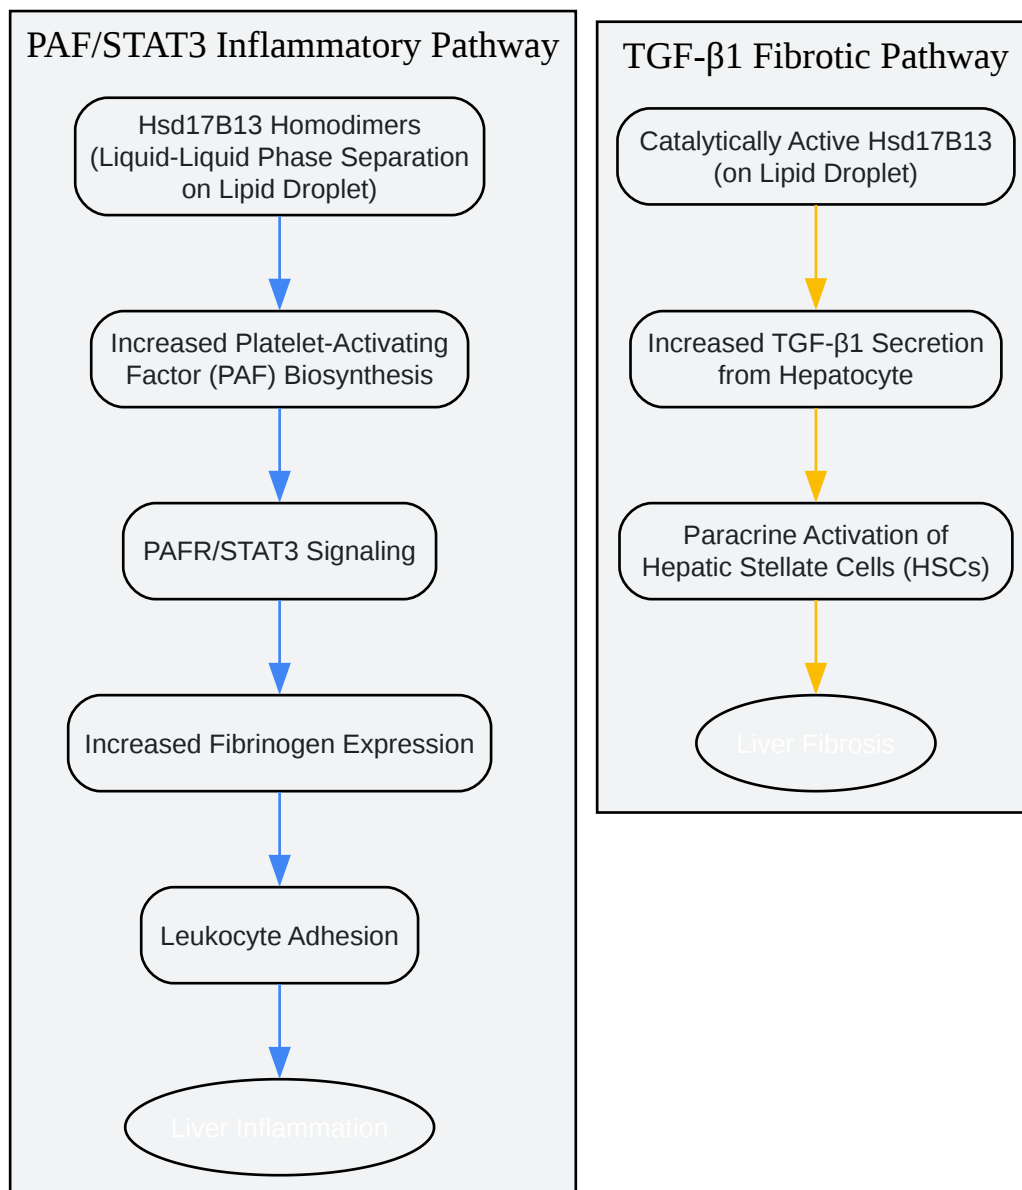 PAF/STAT3 Inflammatory Pathway
Hsd17B13 Homodimers
(Liquid-Liquid Phase Separation
on Lipid Droplet)
Increased Platelet-Activating
Factor (PAF) Biosynthesis
PAFR/STAT3 Signaling
Increased Fibrinogen Expression
Leukocyte Adhesion
Liver Inflammation
TGF-β1 Fibrotic Pathway
Catalytically Active Hsd17B13
(on Lipid Droplet)
Increased TGF-β1 Secretion
from Hepatocyte
Paracrine Activation of
Hepatic Stellate Cells (HSCs)
Liver Fibrosis